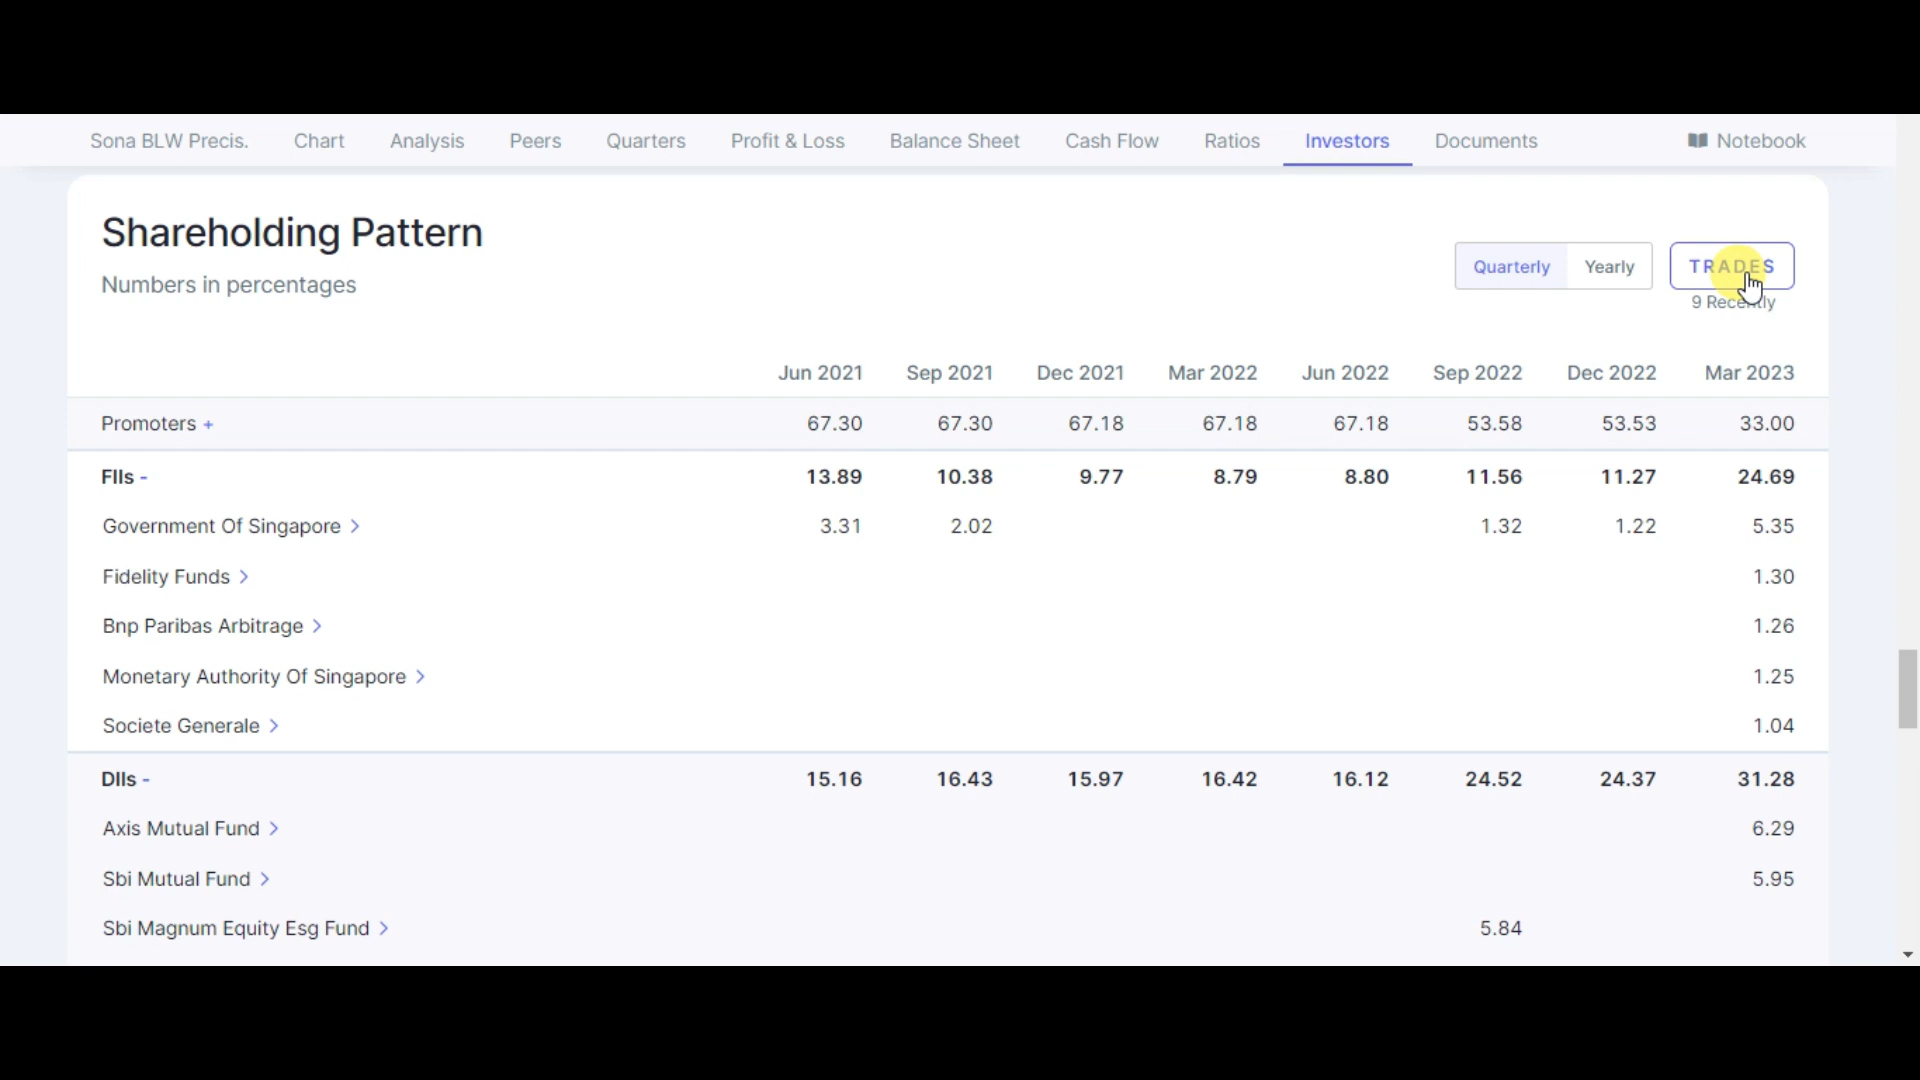 Sona BLW Precis. Chart Analysis Peers Quarters Profit & Loss Balance Sheet Cash Flow Ratios Investors Documents Notebook
Shareholding Pattern
Numbers in percentages
Quarterly Yearly TRADES
9 Recently
Jun 2021 Sep 2021 Dec 2021 Mar 2022 Jun 2022 Sep 2022 Dec 2022 Mar 2023
Promoters + 67.30 67.30 67.18 67.18 67.18 53.58 53.53 33.00
FIIs - 13.89 10.38 9.77 8.79 8.80 11.56 11.27 24.69
Government Of Singapore > 3.31 2.02 1.32 1.22 5.35
Fidelity Funds > 1.30
Bnp Paribas Arbitrage > 1.26
Monetary Authority Of Singapore > 1.25
Societe Generale > 1.04
DIIs - 15.16 16.43 15.97 16.42 16.12 24.52 24.37 31.28
Axis Mutual Fund > 6.29
Sbi Mutual Fund > 5.95
Sbi Magnum Equity Esg Fund > 5.84